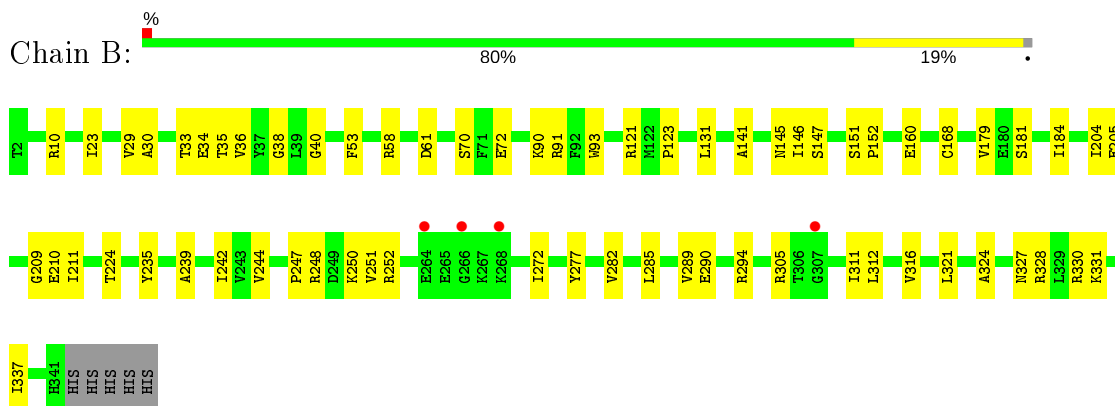 %
Chain B:
80%
19%
.
T2 R10 I23 V29 A30 T33 E34 T35 V36 Y37 G38 L39 G40 F53 R58 D61 S70 F71 E72 K90 R91 F92 W93 R121 M122 P123 L131 A141 N145 I146 S147 S151 P152 E160 C168 V179 E180 S181 I184 I204
G209 E210 I211 T224 Y235 A239 I242 V243 V244 P247 R248 D249 K250 V251 R252 E264 E265 G266 K267 K268 I272 Y277 V282 L285 V289 E290 R294 R305 T306 G307 I311 L312 V316 L321 A324 N327 R328 L329 R330 K331
I337 H341 HIS HIS HIS HIS HIS